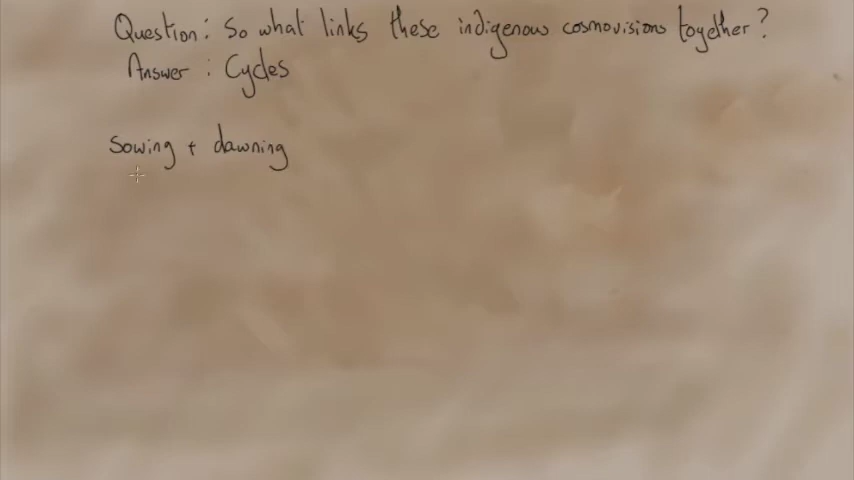 Question: So what links these indigenous cosmovisions together?
Answer: Cycles
Sowing + dawning